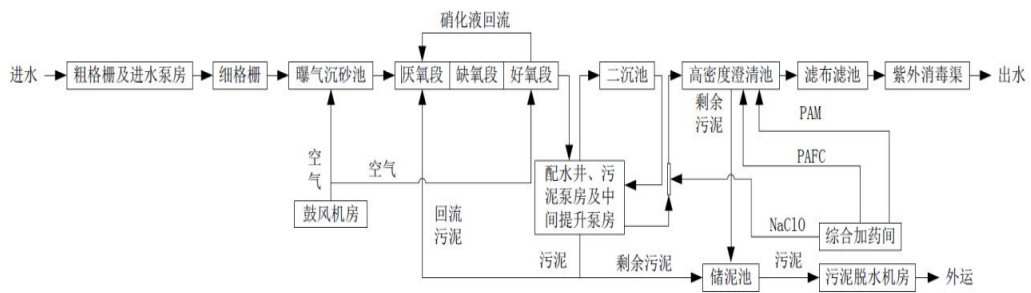 硝化液回流
进水
粗格栅及进水泵房
细格栅
曝气沉砂池
厌氧段
缺氧段
好氧段
二沉池
高密度澄清池
滤布滤池
紫外消毒渠
出水
剩余
污泥
PAM
PAFC
空气
空气
配水井、污
泥泵房及中
间提升泵房
鼓风机房
回流
污泥
NaClO
综合加药间
污泥
剩余污泥
储泥池
污泥
污泥脱水机房
外运